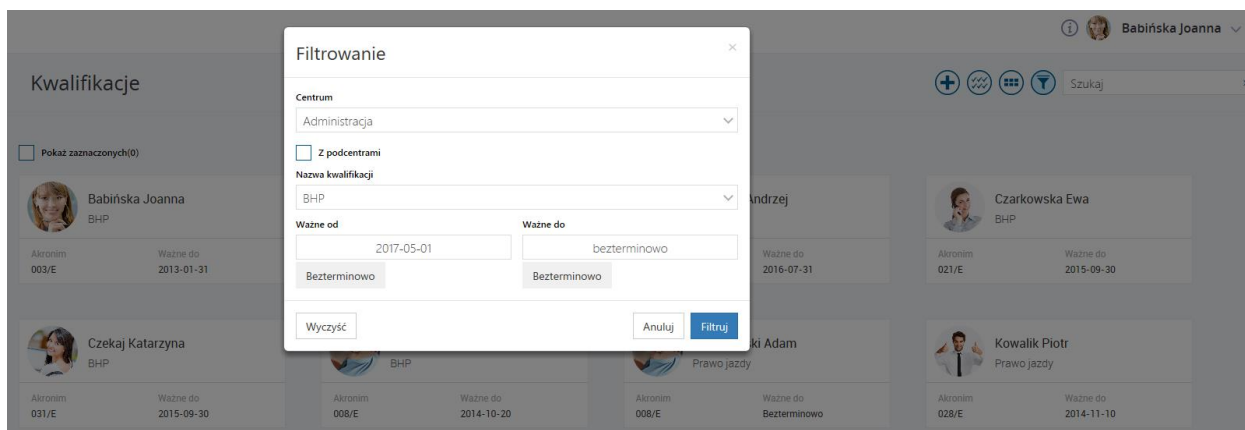 Babińska Joanna
Kwalifikacje
Szukaj
Pokaż zaznaczonych(0)
Filtrowanie
Centrum
Administracja
Z podcentrami
Nazwa kwalifikacji
BHP
Ważne od Ważne do
2017-05-01 bezterminowo
Bezterminowo Bezterminowo
Wyczyść Anuluj Filtruj
Babińska Joanna
BHP
Akronim Ważne do
003/E 2013-01-31
Andrzej
Ważne do
2016-07-31
Czarkowska Ewa
BHP
Akronim Ważne do
021/E 2015-09-30
Czekaj Katarzyna
BHP
Akronim Ważne do
031/E 2015-09-30
BHP
Akronim Ważne do
008/E 2014-10-20
ki Adam
Prawo jazdy
Akronim Ważne do
008/E Bezterminowo
Kowalik Piotr
Prawo jazdy
Akronim Ważne do
028/E 2014-11-10